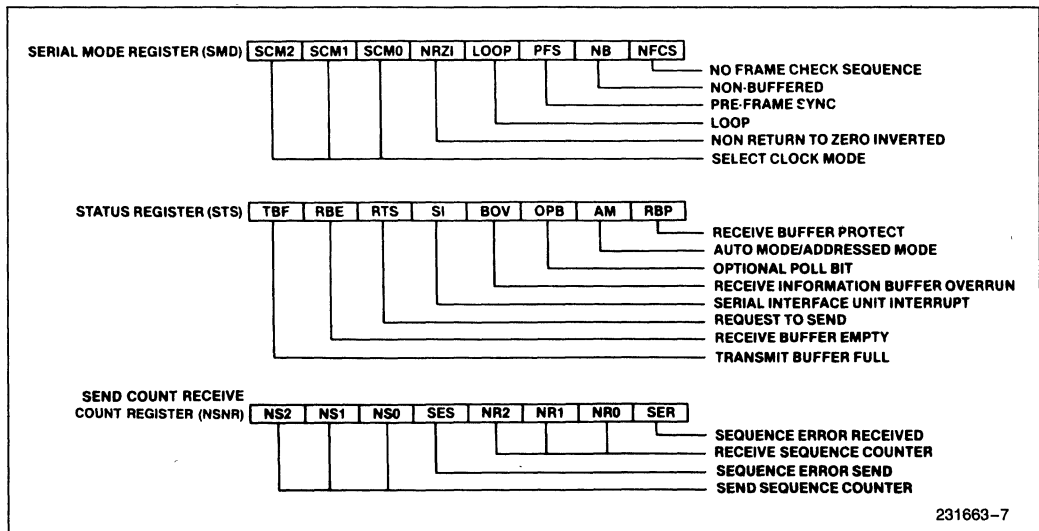 SERIAL MODE REGISTER (SMD) SCM2 SCM1 SCM0 NRZI LOOP PFS NB NFCS
NO FRAME CHECK SEQUENCE
NON-BUFFERED
PRE-FRAME SYNC
LOOP
NON RETURN TO ZERO INVERTED
SELECT CLOCK MODE
STATUS REGISTER (STS) TBF RBE RTS SI BOV OPB AM RBP
RECEIVE BUFFER PROTECT
AUTO MODE/ADDRESSED MODE
OPTIONAL POLL BIT
RECEIVE INFORMATION BUFFER OVERRUN
SERIAL INTERFACE UNIT INTERRUPT
REQUEST TO SEND
RECEIVE BUFFER EMPTY
TRANSMIT BUFFER FULL
SEND COUNT RECEIVE
COUNT REGISTER (NSNR) NS2 NS1 NS0 SES NR2 NR1 NR0 SER
SEQUENCE ERROR RECEIVED
RECEIVE SEQUENCE COUNTER
SEQUENCE ERROR SEND
SEND SEQUENCE COUNTER
231663–7